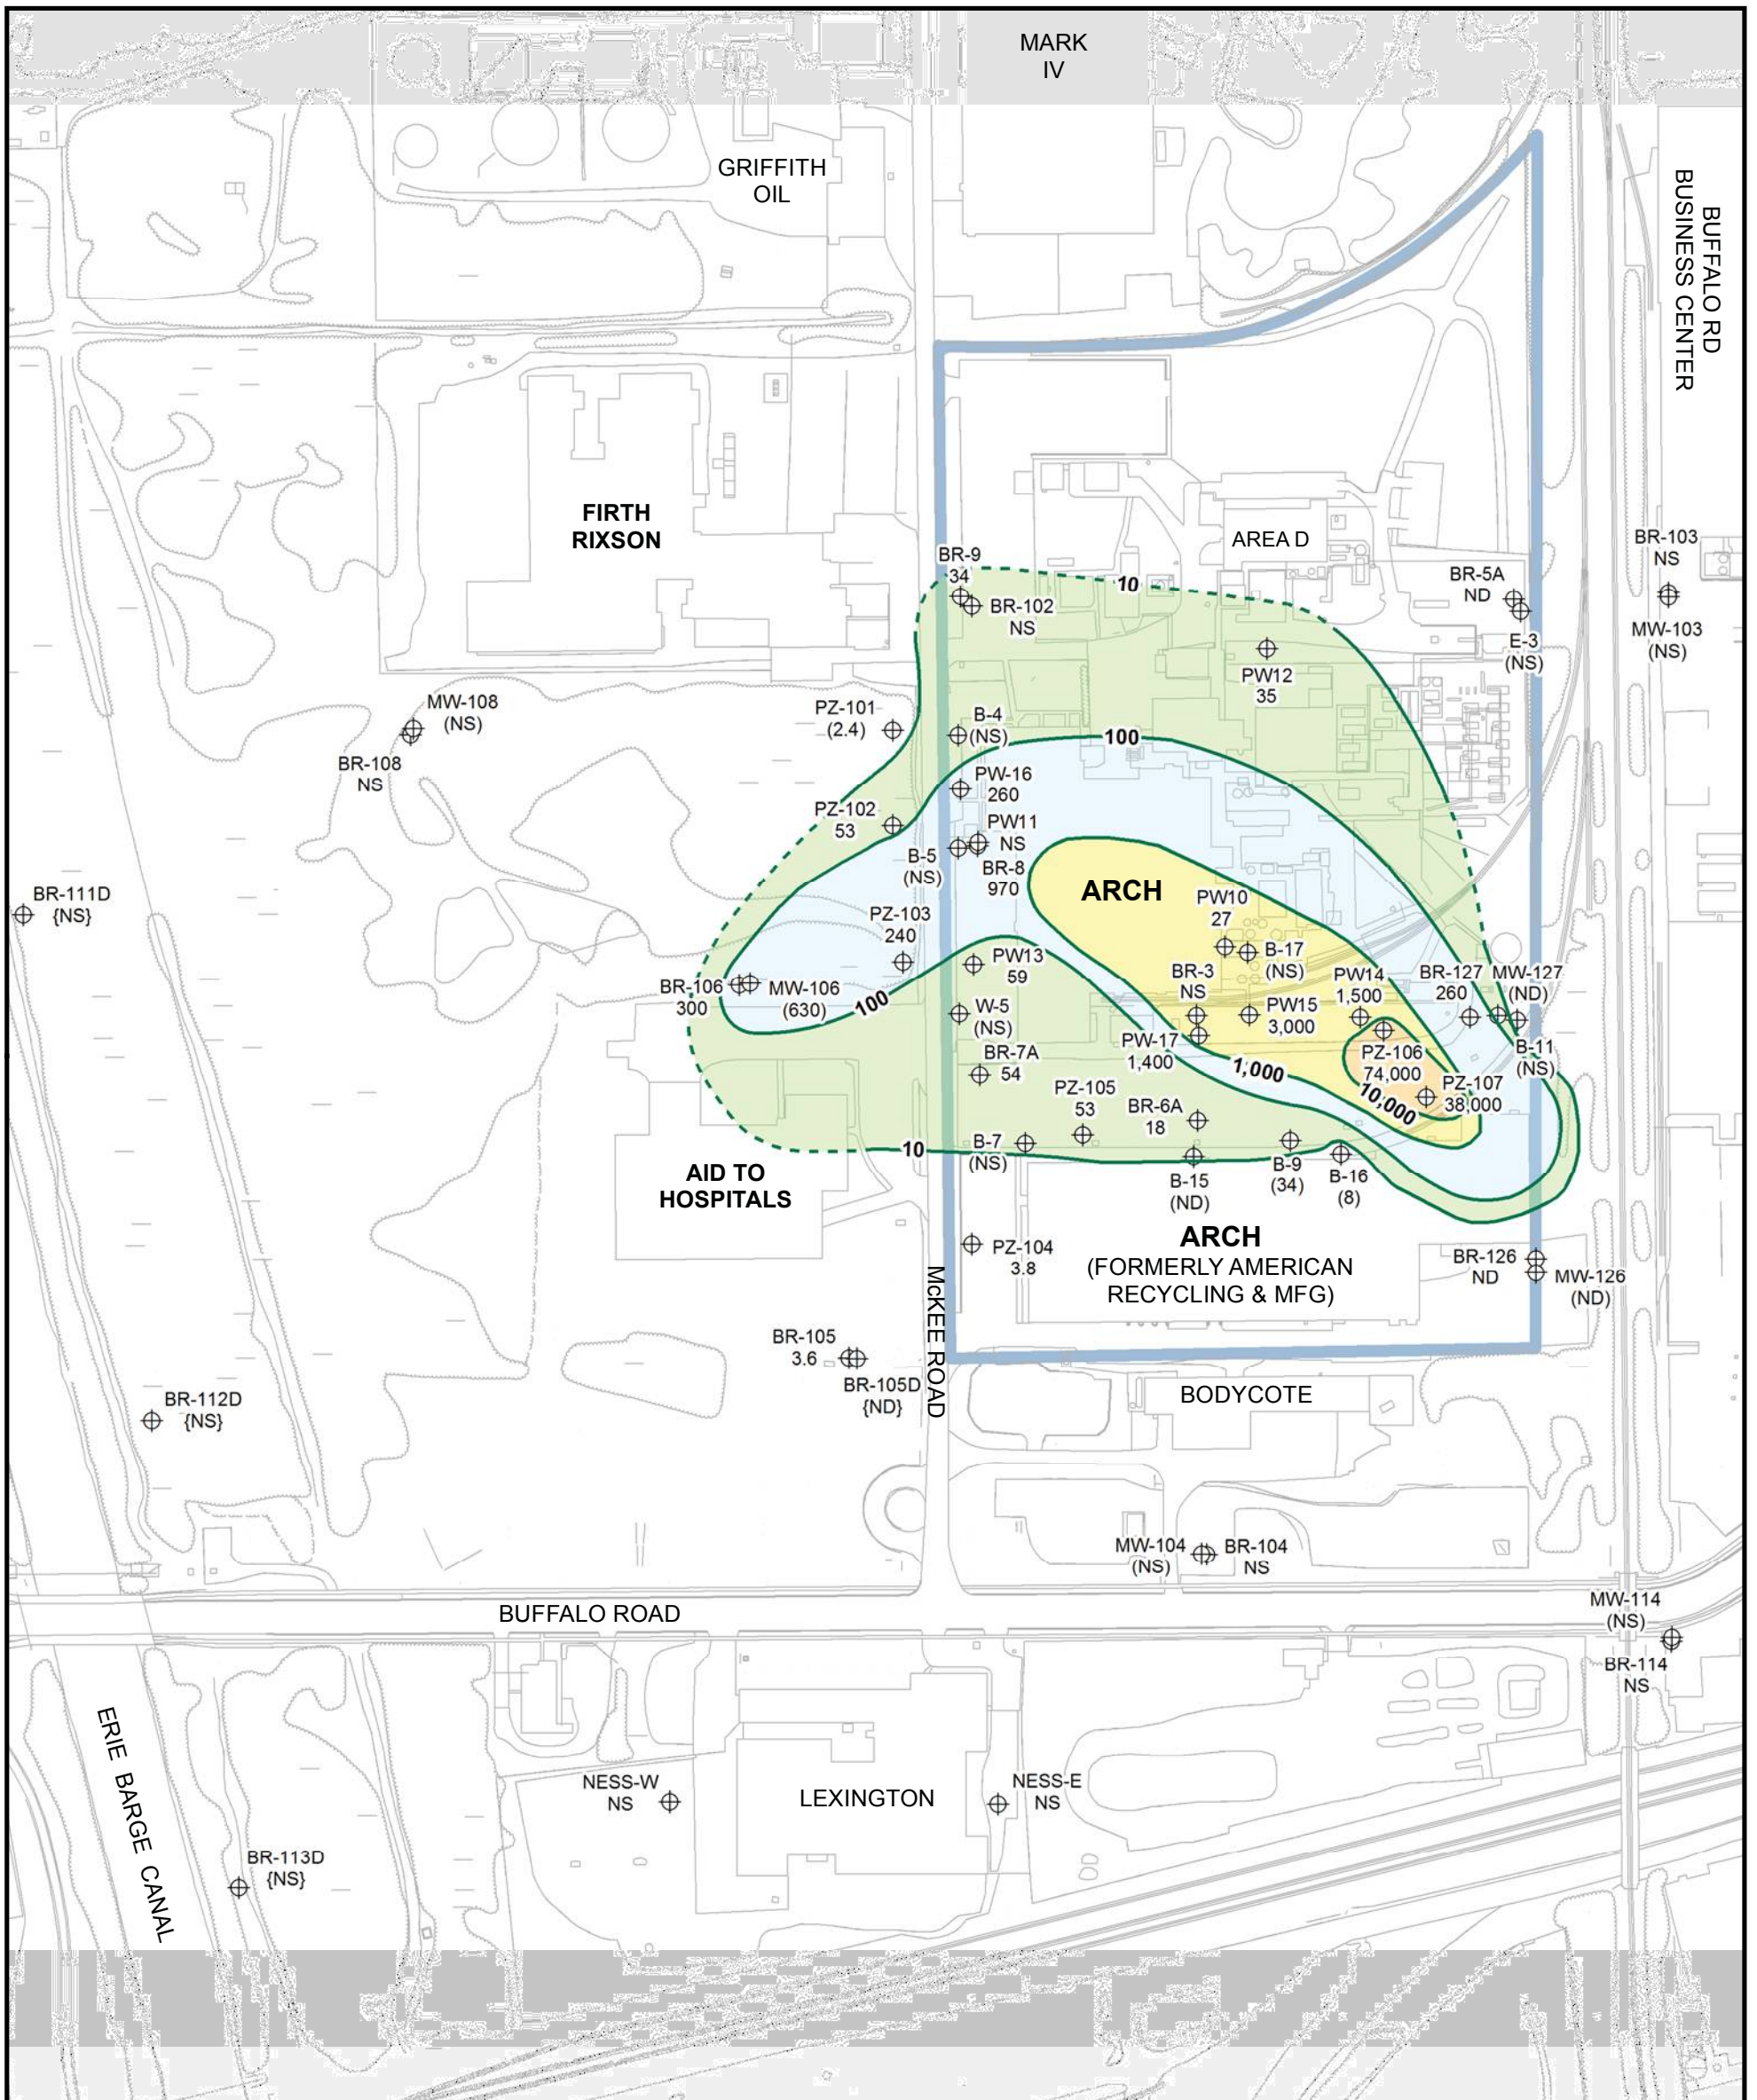 MARK
IV
GRIFFITH
OIL
BUFFALO RD
BUSINESS CENTER
FIRTH
RIXSON
AREA D
BR-103
NS
MW-103
(NS)
BR-5A
ND
E-3
(NS)
BR-9
34
BR-102
NS
10
PW12
35
MW-108
(NS)
BR-108
NS
PZ-101
(2.4)
B-4
(NS)
100
PW-16
260
PZ-102
53
PW11
NS
B-5
(NS)
BR-8
970
ARCH
PW10
27
B-17
(NS)
BR-111D
{NS}
PZ-103
240
PW13
59
BR-3
NS
PW14
1,500
BR-127
260
MW-127
(ND)
BR-106
300
MW-106
(630)
100
W-5
(NS)
PW15
3,000
PW-17
1,400
B-11
(NS)
BR-7A
54
1,000
PZ-106
74,000
PZ-107
38,000
10,000
PZ-105
53
BR-6A
18
10
B-7
(NS)
B-15
(ND)
B-9
(34)
B-16
(8)
AID TO
HOSPITALS
PZ-104
3.8
ARCH
(FORMERLY AMERICAN
RECYCLING & MFG)
BR-126
ND
MW-126
(ND)
McKEE ROAD
BR-105
3.6
BR-105D
{ND}
BODYCOTE
BR-112D
{NS}
MW-104
(NS)
BR-104
NS
BUFFALO ROAD
MW-114
(NS)
BR-114
NS
ERIE BARGE CANAL
NESS-W
NS
LEXINGTON
NESS-E
NS
BR-113D
{NS}